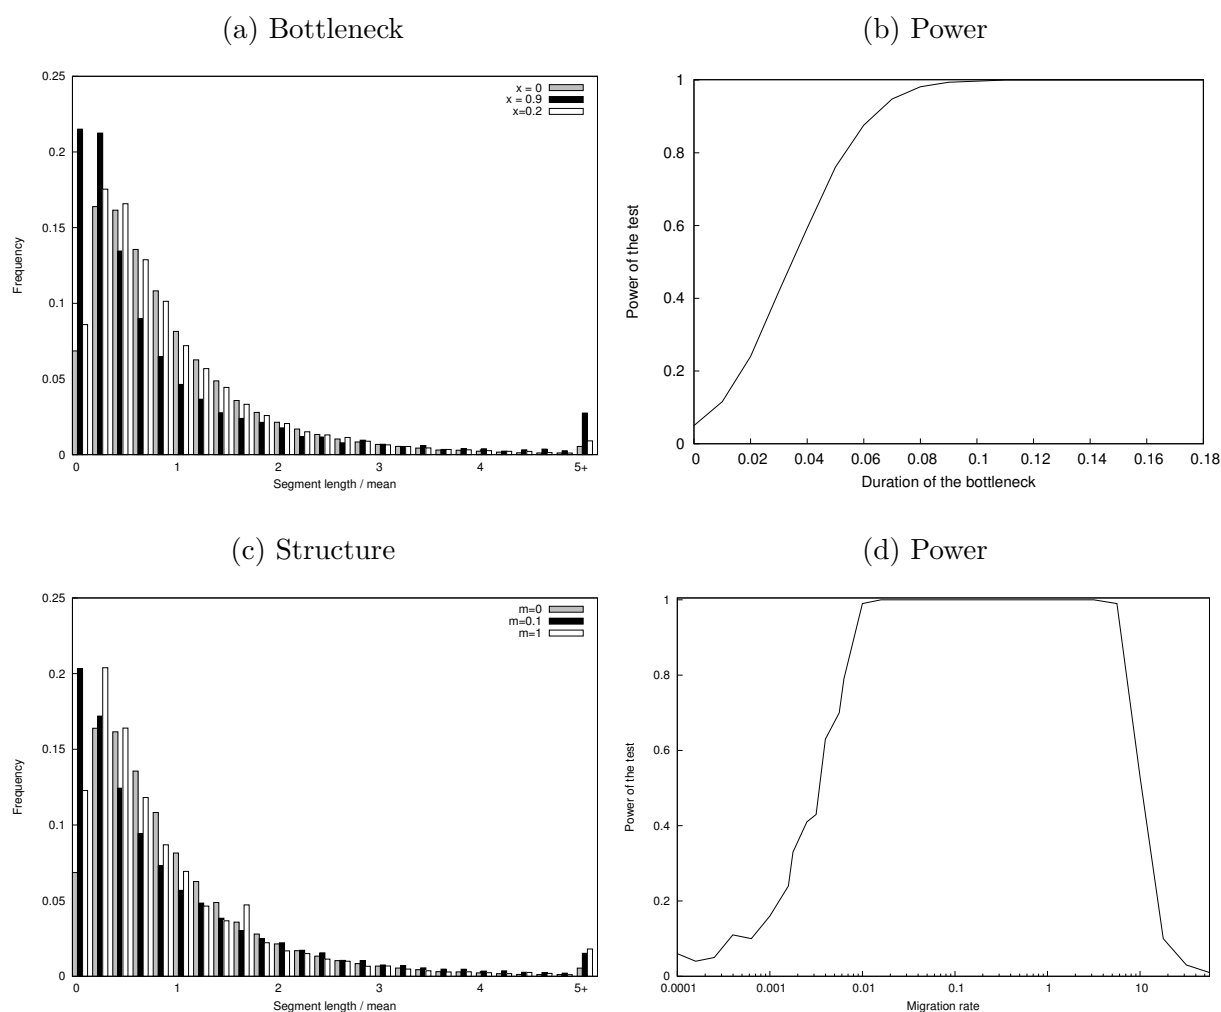 (a) Bottleneck
0.25
0.2
0.15
0.1
0.05
0
Frequency
x = 0
x = 0.9
x=0.2
0 1 2 3 4 5+
Segment length / mean
(b) Power
1
0.8
0.6
0.4
0.2
0
Power of the test
0 0.02 0.04 0.06 0.08 0.1 0.12 0.14 0.16 0.18
Duration of the bottleneck
(c) Structure
0.25
0.2
0.15
0.1
0.05
0
Frequency
m=0
m=0.1
m=1
0 1 2 3 4 5+
Segment length / mean
(d) Power
1
0.8
0.6
0.4
0.2
0
Power of the test
0.0001 0.001 0.01 0.1 1 10
Migration rate